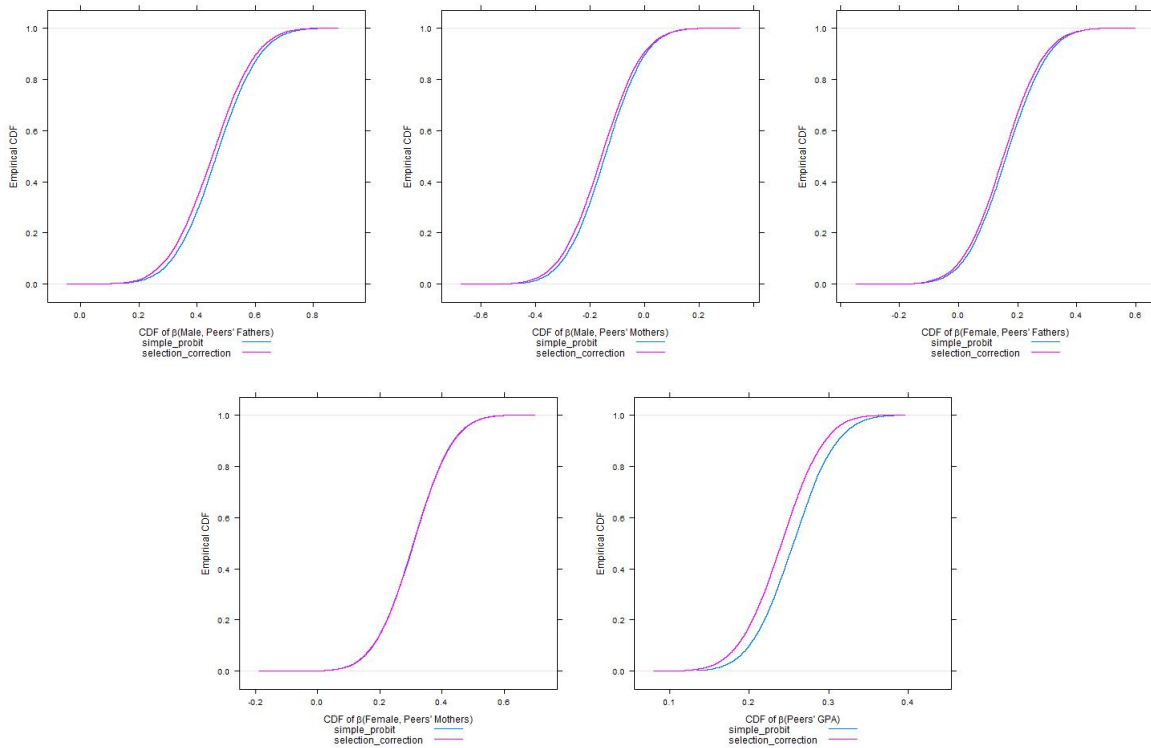 1.0
0.8
0.6
0.4
0.2
0.0
Empirical CDF
0.0 0.2 0.4 0.6 0.8
CDF of β(Male, Peers' Fathers)
simple_probit
selection_correction
1.0
0.8
0.6
0.4
0.2
0.0
Empirical CDF
-0.6 -0.4 -0.2 0.0 0.2
CDF of β(Male, Peers' Mothers)
simple_probit
selection_correction
1.0
0.8
0.6
0.4
0.2
0.0
Empirical CDF
-0.2 0.0 0.2 0.4 0.6
CDF of β(Female, Peers' Fathers)
simple_probit
selection_correction
1.0
0.8
0.6
0.4
0.2
0.0
Empirical CDF
-0.2 0.0 0.2 0.4 0.6
CDF of β(Female, Peers' Mothers)
simple_probit
selection_correction
1.0
0.8
0.6
0.4
0.2
0.0
Empirical CDF
0.1 0.2 0.3 0.4
CDF of β(Peers' GPA)
simple_probit
selection_correction